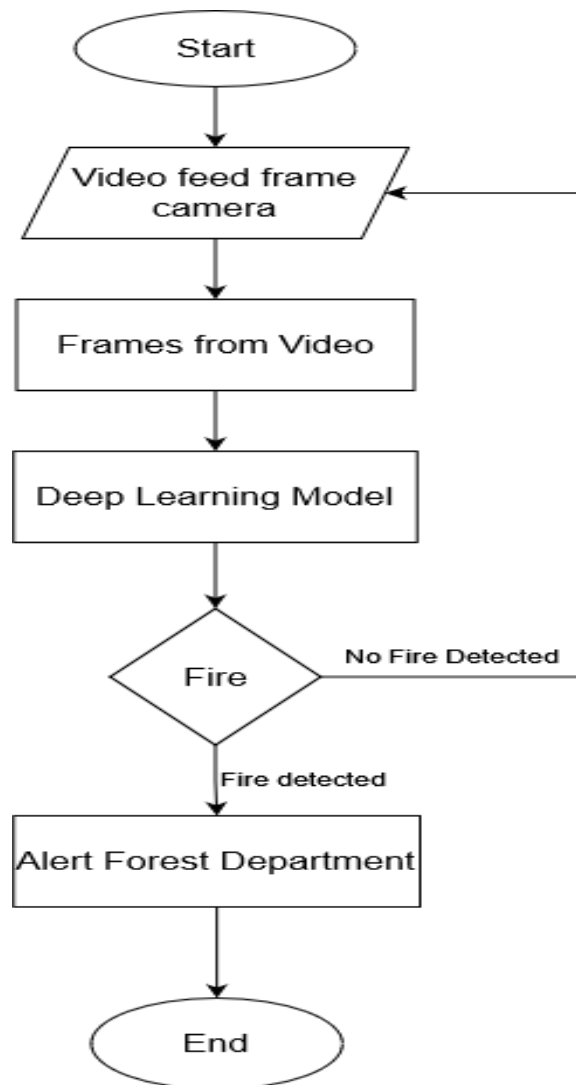 Start
Video feed frame
camera
Frames from Video
Deep Learning Model
Fire
No Fire Detected
Fire detected
Alert Forest Department
End